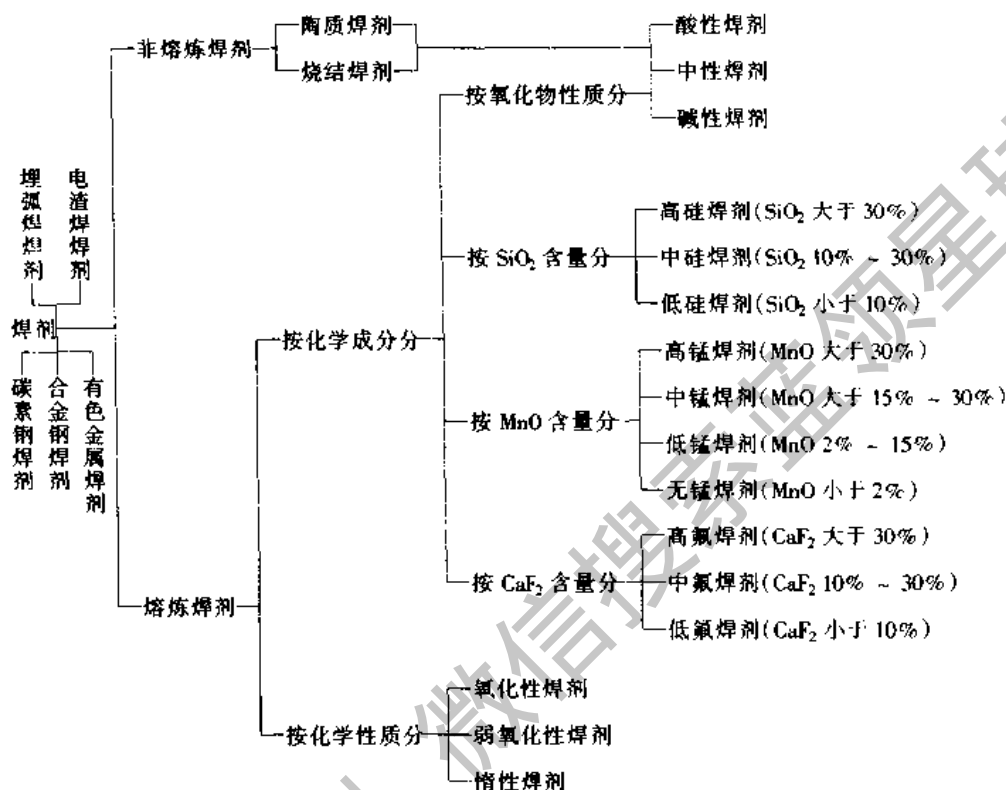 非熔炼焊剂
陶质焊剂
烧结焊剂
酸性焊剂
中性焊剂
碱性焊剂
按氧化物性质分
埋弧焊焊剂
电渣焊焊剂
焊剂
碳素钢焊剂
合金钢焊剂
有色金属焊剂
按化学成分分
按 SiO₂ 含量分
高硅焊剂(SiO₂ 大于 30%)
中硅焊剂(SiO₂ 10% ~ 30%)
低硅焊剂(SiO₂ 小于 10%)
按 MnO 含量分
高锰焊剂(MnO 大于 30%)
中锰焊剂(MnO 大于 15% ~ 30%)
低锰焊剂(MnO 2% ~ 15%)
无锰焊剂(MnO 小于 2%)
按 CaF₂ 含量分
高氟焊剂(CaF₂ 大于 30%)
中氟焊剂(CaF₂ 10% ~ 30%)
低氟焊剂(CaF₂ 小于 10%)
熔炼焊剂
按化学性质分
氧化性焊剂
弱氧化性焊剂
惰性焊剂
微信搜索蓝领星球